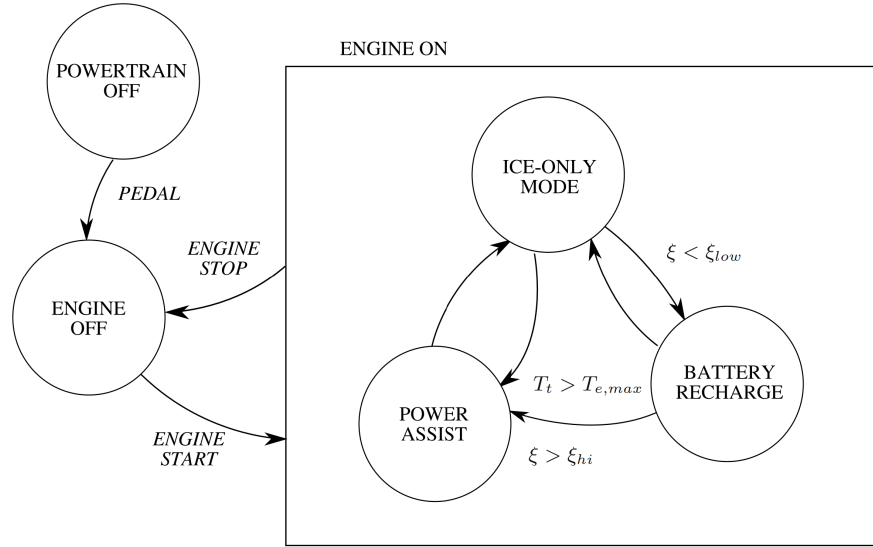 ENGINE ON
POWERTRAIN
OFF
PEDAL
ENGINE
STOP
ENGINE
OFF
ENGINE
START
ICE-ONLY
MODE
ξ < ξ_low
BATTERY
RECHARGE
T_t > T_e,max
POWER
ASSIST
ξ > ξ_hi